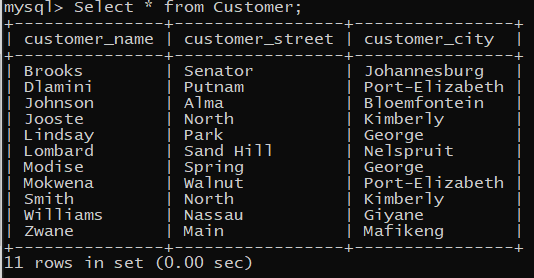 mysql> Select * from Customer;
+---------------+-----------------+----------------+
| customer_name | customer_street | customer_city  |
+---------------+-----------------+----------------+
| Brooks        | Senator         | Johannesburg   |
| Dlamini       | Putnam          | Port-Elizabeth |
| Johnson       | Alma            | Bloemfontein   |
| Jooste        | North           | Kimberly       |
| Lindsay       | Park            | George         |
| Lombard       | Sand Hill       | Nelspruit      |
| Modise        | Spring          | George         |
| Mokwena       | Walnut          | Port-Elizabeth |
| Smith         | North           | Kimberly       |
| Williams      | Nassau          | Giyane         |
| Zwane         | Main            | Mafikeng       |
+---------------+-----------------+----------------+
11 rows in set (0.00 sec)